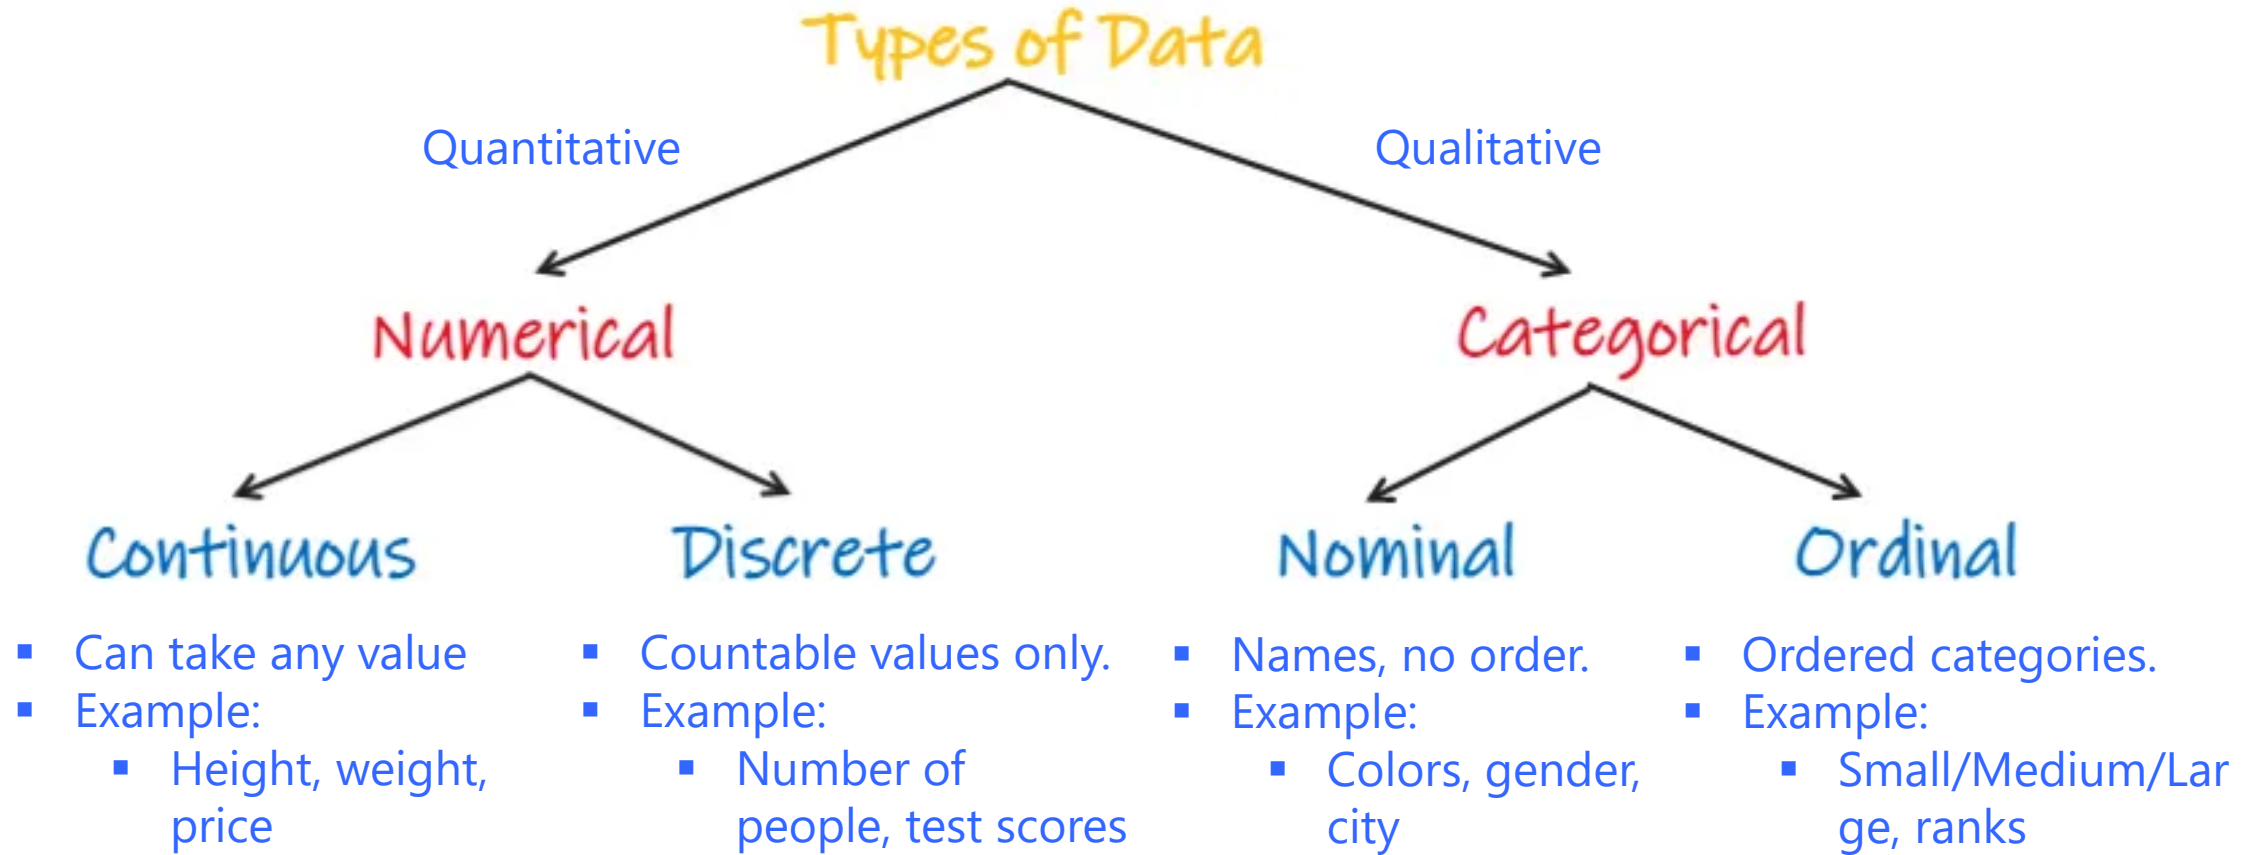 Types of Data
Quantitative
Qualitative
Numerical
Categorical
Continuous
Discrete
Nominal
Ordinal
▪ Can take any value
▪ Example:
▪ Height, weight,
price
▪ Countable values only.
▪ Example:
▪ Number of
people, test scores
▪ Names, no order.
▪ Example:
▪ Colors, gender,
city
▪ Ordered categories.
▪ Example:
▪ Small/Medium/Lar
ge, ranks